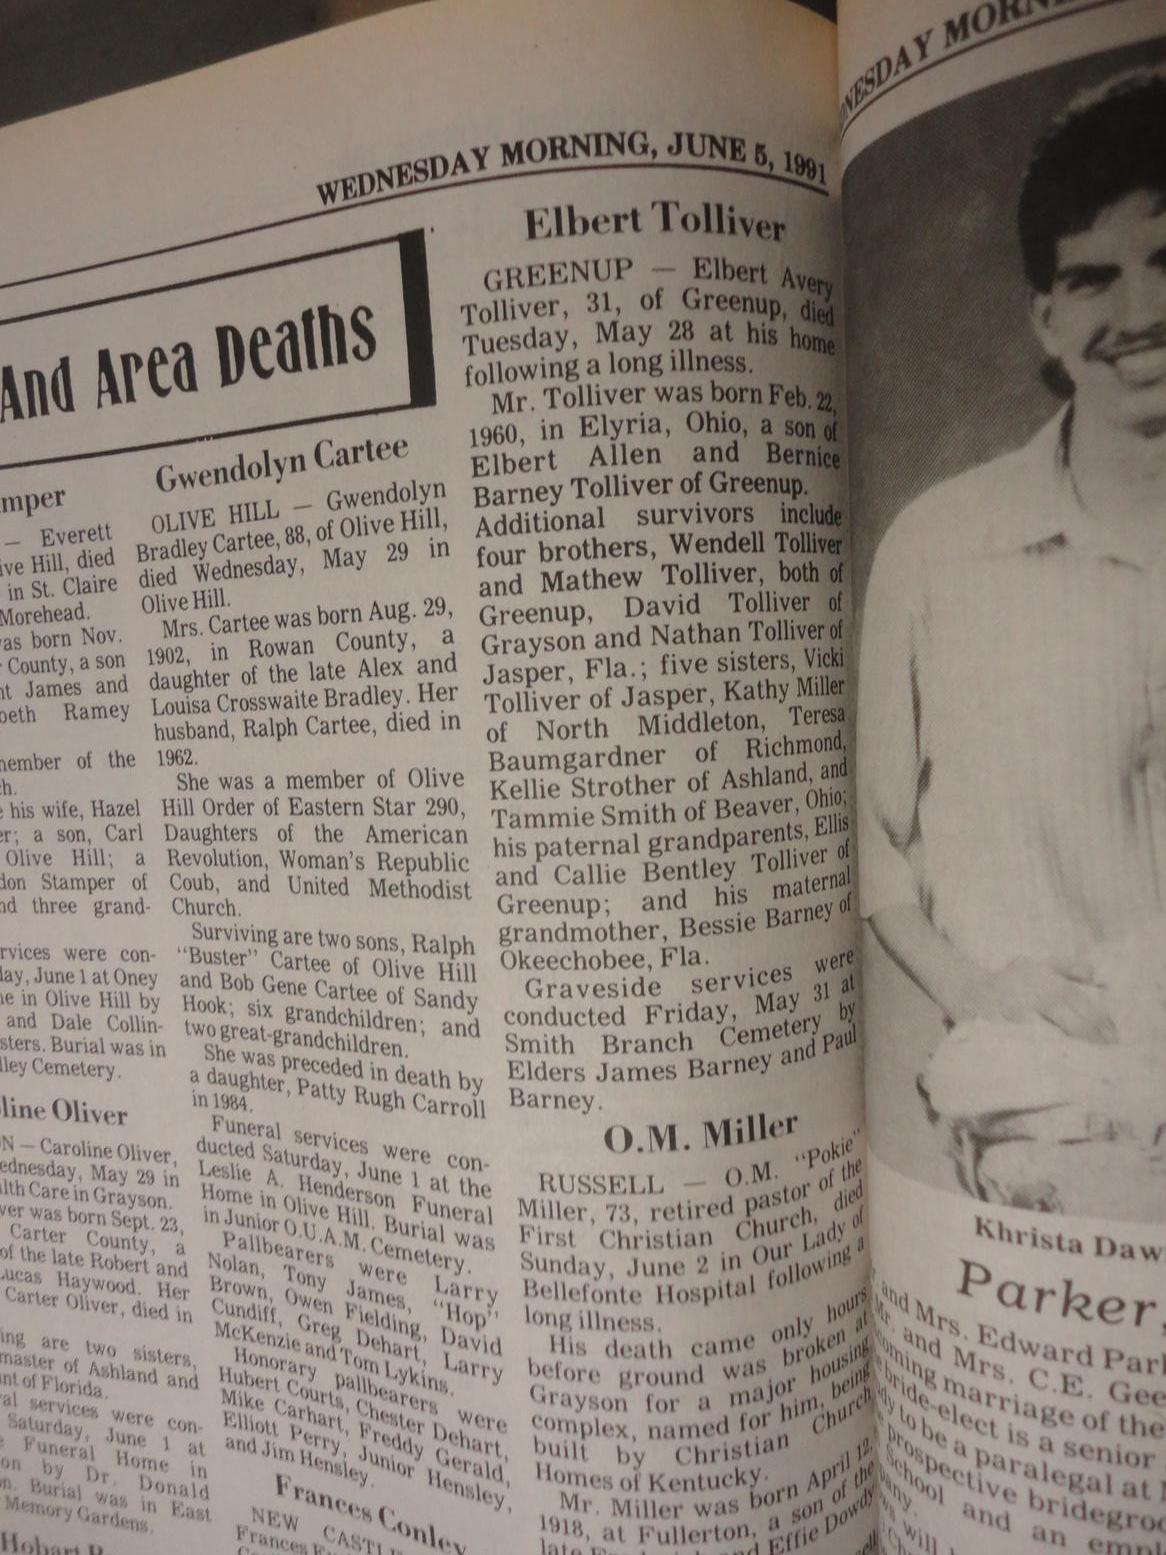 WEDNESDAY MORNING, JUNE 5, 1991
And Area Deaths
— Everett
Hill, died
in St. Claire
Morehead.
born Nov.
County, a son
James and
Ramey
member of the
his wife, Hazel
a son, Carl
Olive Hill; a
Stamper of
three grand-
were con-
June 1 at Oney
in Olive Hill by
and Dale Collin-
Burial was in
Cemetery.
Oliver
— Caroline Oliver,
May 29 in
Care in Grayson.
was born Sept. 23,
Carter County, a
of the late Robert and
Lucas Haywood. Her
Carter Oliver, died in
are two sisters,
of Ashland and
of Florida.
services were con-
Saturday, June 1 at
Funeral Home in
by Dr. Donald
Burial was in East
Memory Gardens.
Hobart
Gwendolyn Cartee
OLIVE HILL — Gwendolyn
Bradley Cartee, 88, of Olive Hill,
died Wednesday, May 29 in
Olive Hill.
Mrs. Cartee was born Aug. 29,
1902, in Rowan County, a
daughter of the late Alex and
Louisa Crosswaite Bradley. Her
husband, Ralph Cartee, died in
1962.
She was a member of Olive
Hill Order of Eastern Star 290,
Daughters of the American
Revolution, Woman's Republic
Coub, and United Methodist
Church.
Surviving are two sons, Ralph
"Buster" Cartee of Olive Hill
and Bob Gene Cartee of Sandy
Hook; six grandchildren; and
two great-grandchildren.
She was preceded in death by
a daughter, Patty Rugh Carroll
in 1984.
Funeral services were con-
ducted Saturday, June 1 at the
Leslie A. Henderson Funeral
Home in Olive Hill. Burial was
in Junior O.U.A.M. Cemetery.
Pallbearers were Larry
Nolan, Tony James, "Hop"
Brown, Owen Fielding, David
Cundiff, Greg Dehart, Larry
McKenzie and Tom Lykins.
Honorary pallbearers were
Hubert Courts, Chester Dehart,
Mike Carhart, Freddy Gerald,
Elliott Perry, Junior Hensley,
and Jim Hensley.
Frances Conley
NEW
Frances
Elbert Tolliver
GREENUP — Elbert Avery
Tolliver, 31, of Greenup, died
Tuesday, May 28 at his home
following a long illness.
Mr. Tolliver was born Feb. 22,
1960, in Elyria, Ohio, a son of
Elbert Allen and Bernice
Barney Tolliver of Greenup.
Additional survivors include
four brothers, Wendell Tolliver
and Mathew Tolliver, both of
Greenup, David Tolliver of
Grayson and Nathan Tolliver of
Jasper, Fla.; five sisters, Vicki
Tolliver of Jasper, Kathy Miller
of North Middleton, Teresa
Baumgardner of Richmond,
Kellie Strother of Ashland, and
Tammie Smith of Beaver, Ohio;
his paternal grandparents, Ellis
and Callie Bentley Tolliver of
Greenup; and his maternal
grandmother, Bessie Barney of
Okeechobee, Fla.
Graveside services were
conducted Friday, May 31 at
Smith Branch Cemetery by
Elders James Barney and Paul
Barney.
O.M. Miller
RUSSELL — O.M. "Pokie"
Miller, 73, retired pastor of the
First Christian Church, died
Sunday, June 2 in Our Lady of
Bellefonte Hospital following a
long illness.
His death came only hours
before ground was broken at
Grayson for a major housing
complex, named for him, being
built by Christian Church
Homes of Kentucky.
Mr. Miller was born April 12,
1918, at Fullerton, a son of the
late and Effie Dowdy
Khrista
Parker,
and Mrs. Edward
Mr. and Mrs. C.E.
marriage of the
bride-elect is a senior
to be a paralegal at
prospective
School and an
will